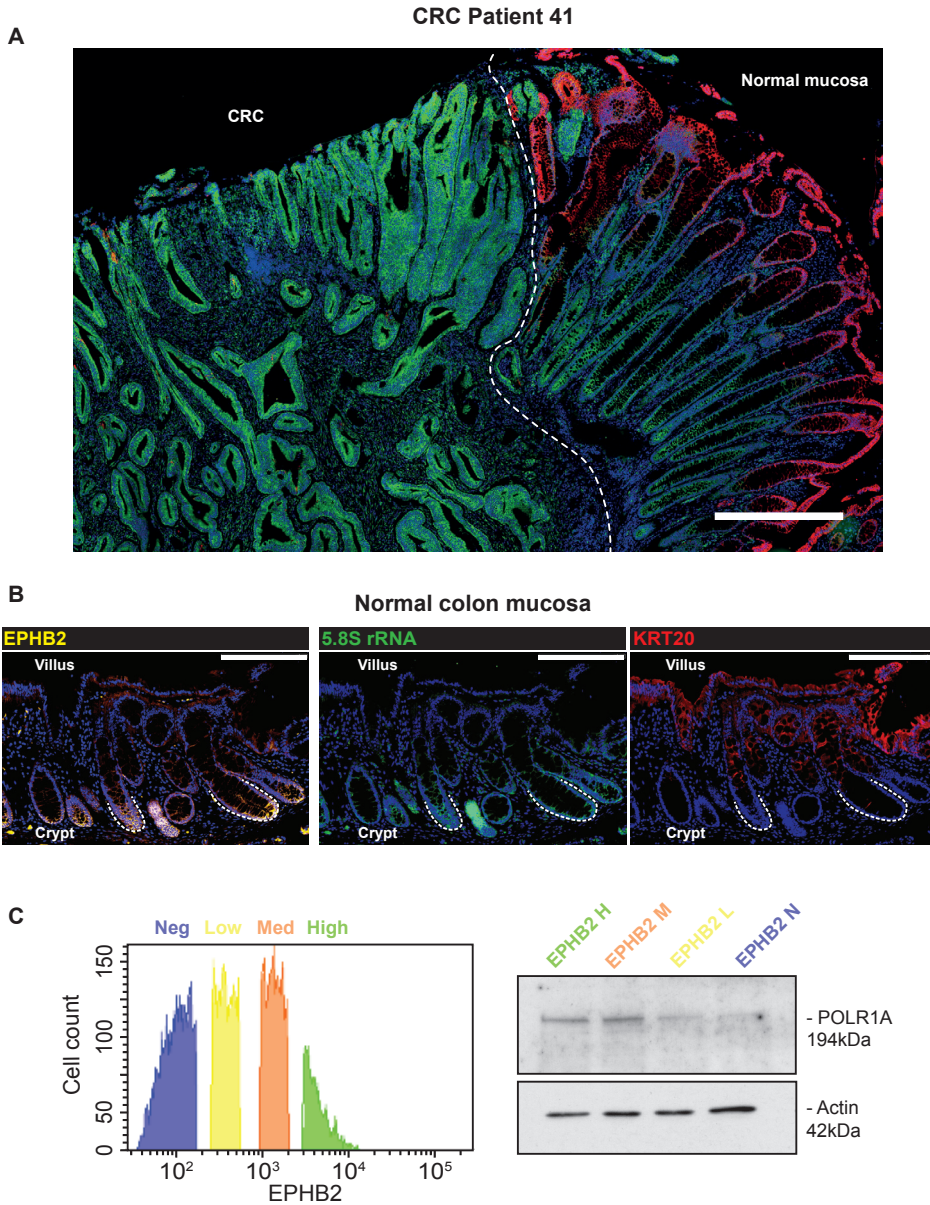 CRC Patient 41
A
CRC
Normal mucosa
B
Normal colon mucosa
EPHB2
5.8S rRNA
KRT20
Villus
Villus
Villus
Crypt
Crypt
Crypt
C
Neg Low Med High
150
100
50
0
Cell count
10² 10³ 10⁴ 10⁵
EPHB2
EPHB2 H
EPHB2 M
EPHB2 L
EPHB2 N
- POLR1A
194kDa
- Actin
42kDa